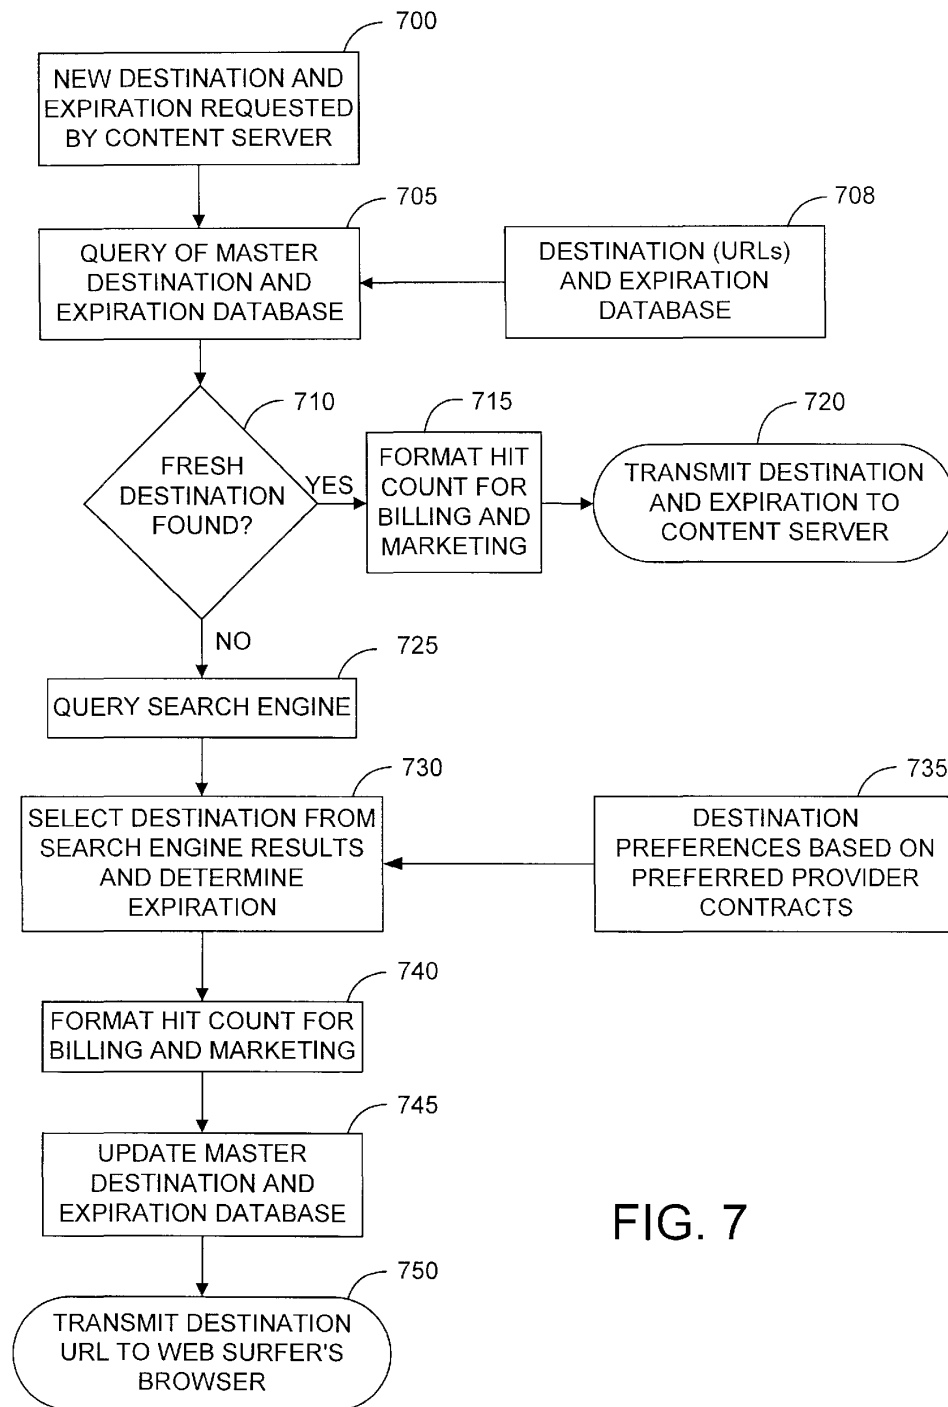 700
NEW DESTINATION AND
EXPIRATION REQUESTED
BY CONTENT SERVER
705
QUERY OF MASTER
DESTINATION AND
EXPIRATION DATABASE
708
DESTINATION (URLs)
AND EXPIRATION
DATABASE
710
FRESH
DESTINATION
FOUND?
YES
715
FORMAT HIT
COUNT FOR
BILLING AND
MARKETING
720
TRANSMIT DESTINATION
AND EXPIRATION TO
CONTENT SERVER
NO
725
QUERY SEARCH ENGINE
730
SELECT DESTINATION FROM
SEARCH ENGINE RESULTS
AND DETERMINE
EXPIRATION
735
DESTINATION
PREFERENCES BASED ON
PREFERRED PROVIDER
CONTRACTS
740
FORMAT HIT COUNT FOR
BILLING AND MARKETING
745
UPDATE MASTER
DESTINATION AND
EXPIRATION DATABASE
750
TRANSMIT DESTINATION
URL TO WEB SURFER'S
BROWSER
FIG. 7